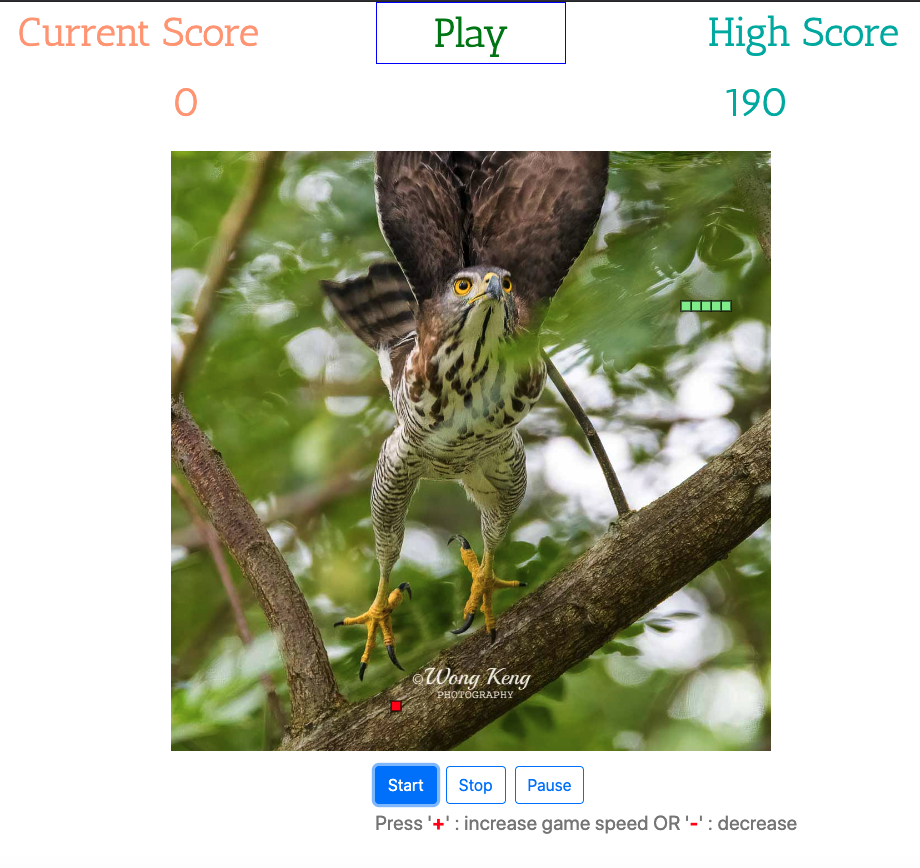 Current Score
Play
High Score
0
190
©Wong Keng
PHOTOGRAPHY
Start
Stop
Pause
Press '+' : increase game speed OR '-' : decrease